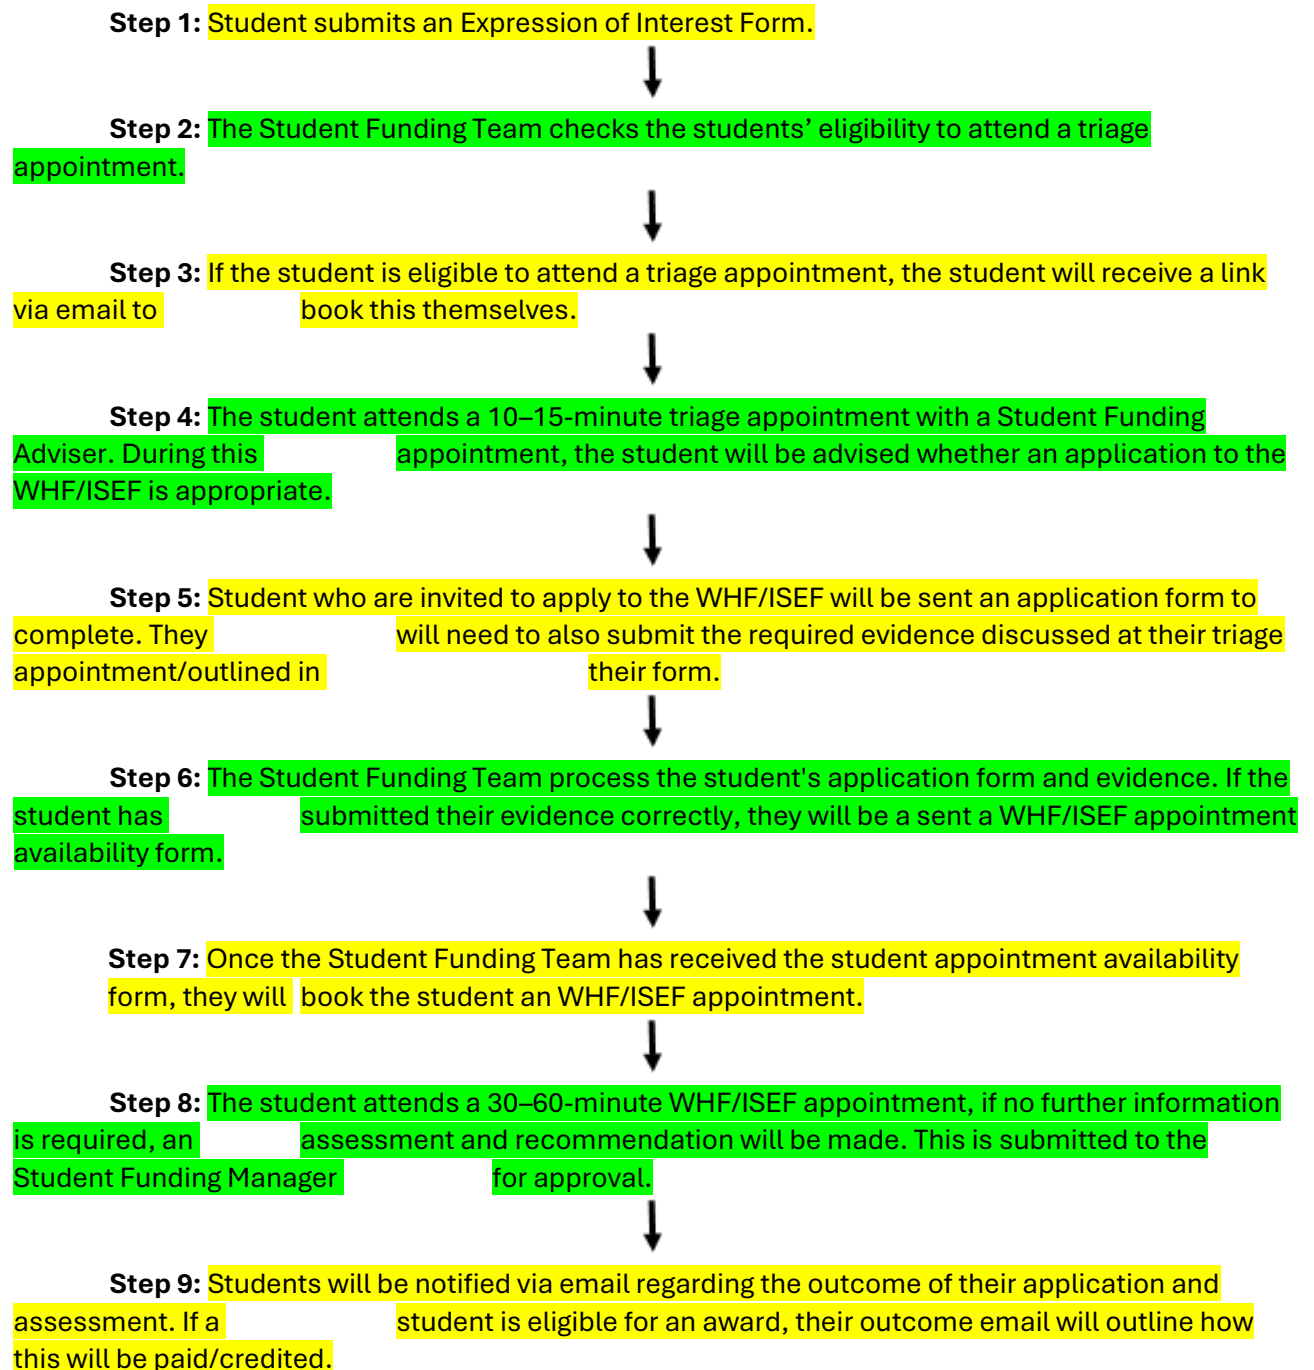 Step 1: Student submits an Expression of Interest Form.
Step 2: The Student Funding Team checks the students’ eligibility to attend a triage
appointment.
Step 3: If the student is eligible to attend a triage appointment, the student will receive a link
via email to book this themselves.
Step 4: The student attends a 10–15-minute triage appointment with a Student Funding
Adviser. During this appointment, the student will be advised whether an application to the
WHF/ISEF is appropriate.
Step 5: Student who are invited to apply to the WHF/ISEF will be sent an application form to
complete. They will need to also submit the required evidence discussed at their triage
appointment/outlined in their form.
Step 6: The Student Funding Team process the student's application form and evidence. If the
student has submitted their evidence correctly, they will be a sent a WHF/ISEF appointment
availability form.
Step 7: Once the Student Funding Team has received the student appointment availability
form, they will book the student an WHF/ISEF appointment.
Step 8: The student attends a 30–60-minute WHF/ISEF appointment, if no further information
is required, an assessment and recommendation will be made. This is submitted to the
Student Funding Manager for approval.
Step 9: Students will be notified via email regarding the outcome of their application and
assessment. If a student is eligible for an award, their outcome email will outline how
this will be paid/credited.